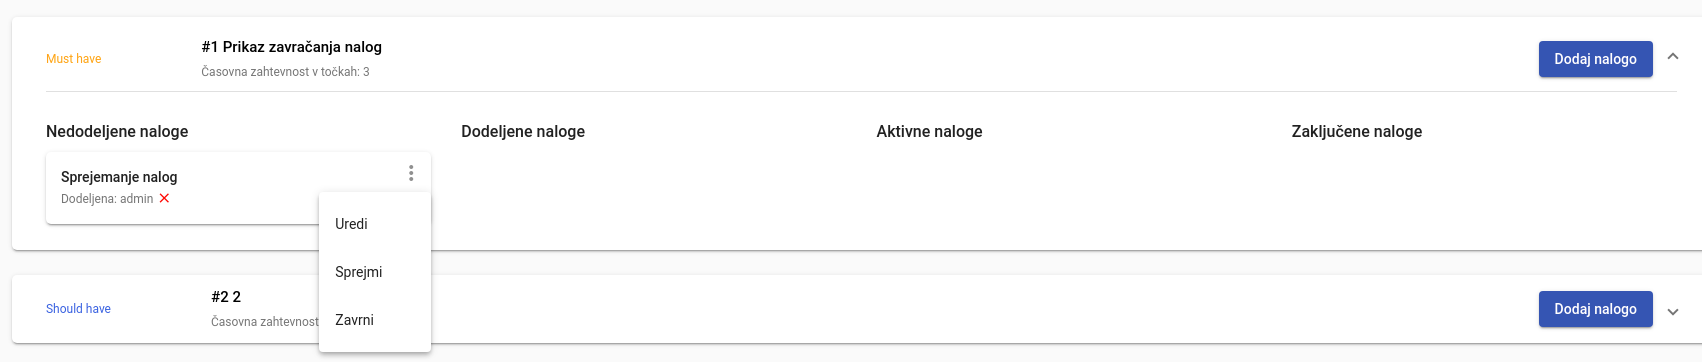 Must have
#1 Prikaz zavračanja nalog
Časovna zahtevnost v točkah: 3
Dodaj nalogo
Nedodeljene naloge
Dodeljene naloge
Aktivne naloge
Zaključene naloge
Sprejemanje nalog
Dodeljena: admin
Uredi
Sprejmi
Zavrni
Should have
#2 2
Časovna zahtevnost
Dodaj nalogo